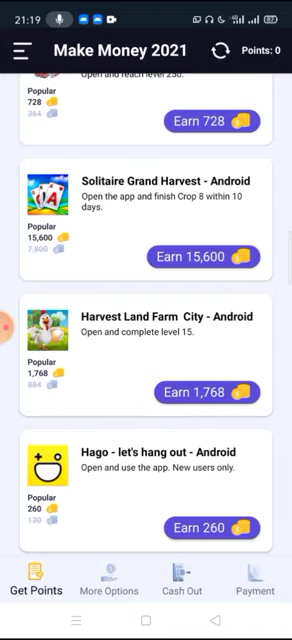 21:19
87
Make Money 2021
Points: 0
Open and reach level 250.
Popular
728
364
Earn 728
Solitaire Grand Harvest - Android
Open the app and finish Crop 8 within 10
days.
Popular
15,600
7,800
Earn 15,600
Harvest Land Farm City - Android
Open and complete level 15.
Popular
1,768
884
Earn 1,768
Hago - let's hang out - Android
Open and use the app. New users only.
Popular
260
130
Earn 260
Get Points
More Options
Cash Out
Payment